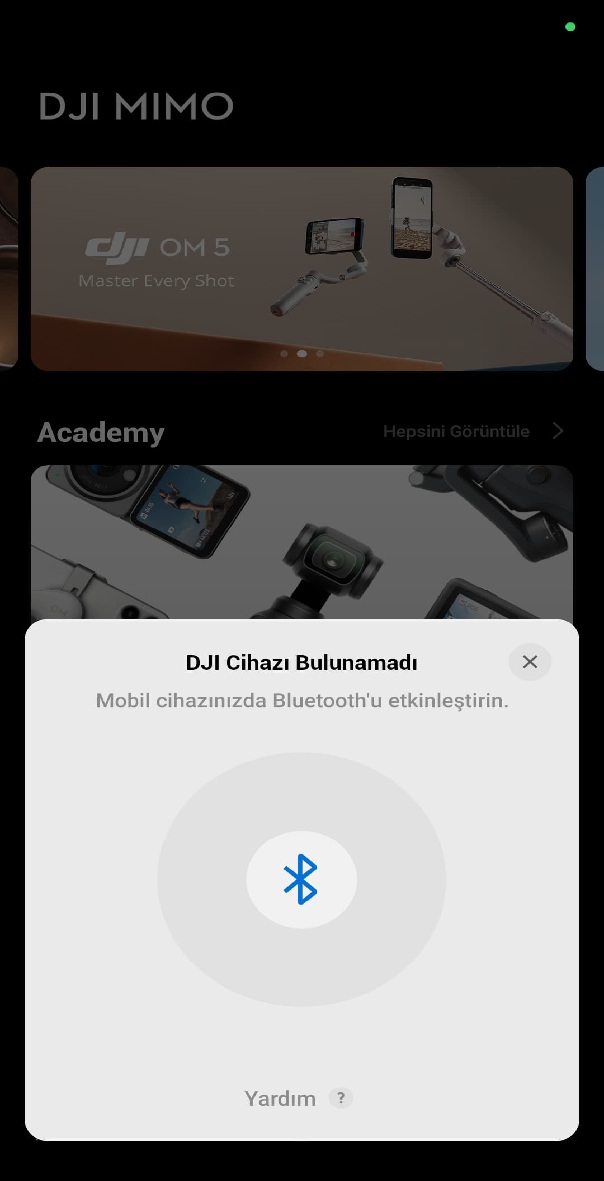 DJI MIMO
dji OM 5
Master Every Shot
Academy
Hepsini Görüntüle
DJI Cihazı Bulunamadı
Mobil cihazınızda Bluetooth'u etkinleştirin.
Yardım ?